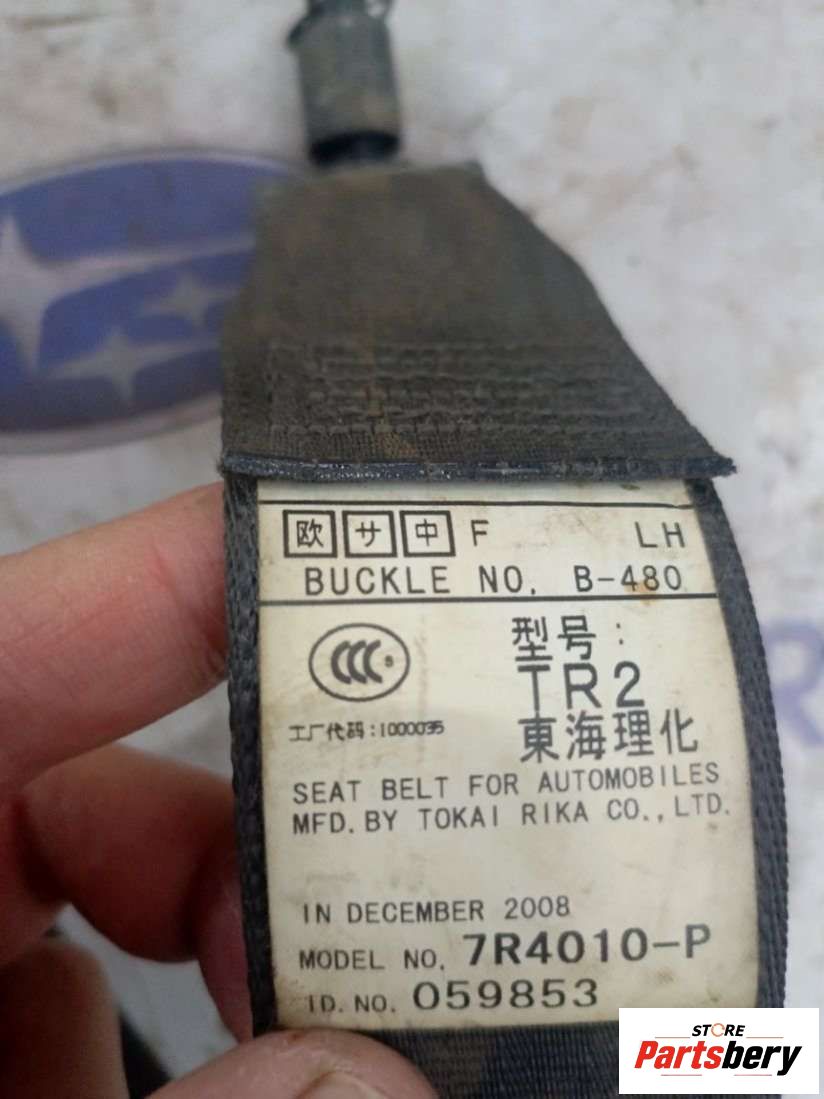 欧 サ 中 F LH
BUCKLE NO. B-480
CCC S
型号:
TR2
工厂代码:1000035
東海理化
SEAT BELT FOR AUTOMOBILES
MFD. BY TOKAI RIKA CO., LTD.
IN DECEMBER 2008
MODEL NO. 7R4010-P
ID. NO. 059853
STORE
Partsbery